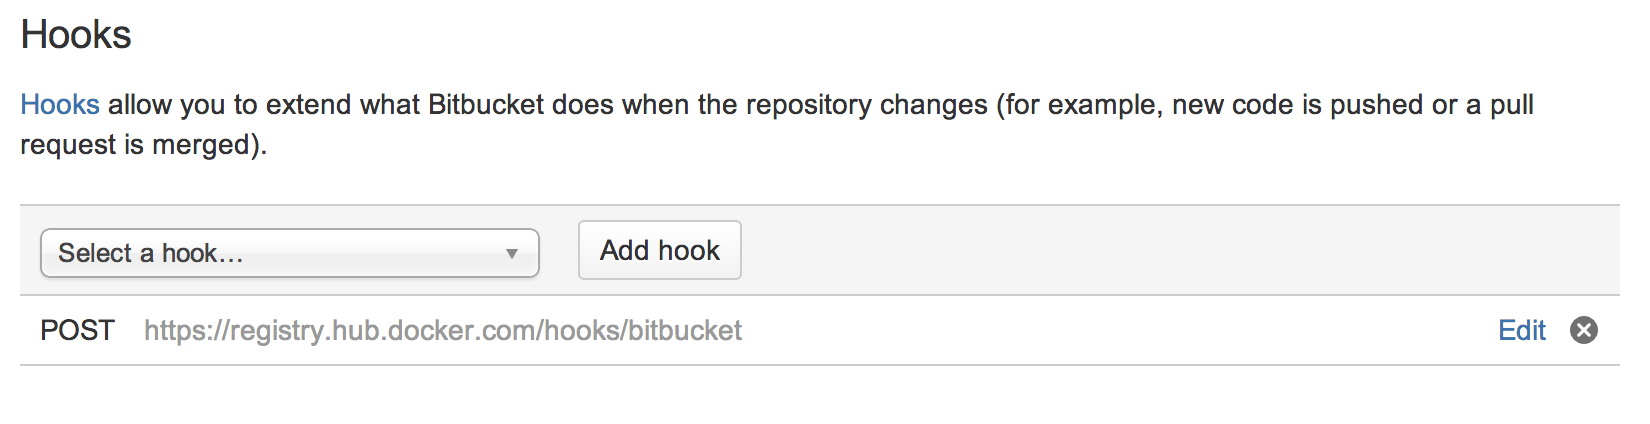 Hooks
Hooks allow you to extend what Bitbucket does when the repository changes (for example, new code is pushed or a pull
request is merged).
Select a hook…
Add hook
POST https://registry.hub.docker.com/hooks/bitbucket Edit